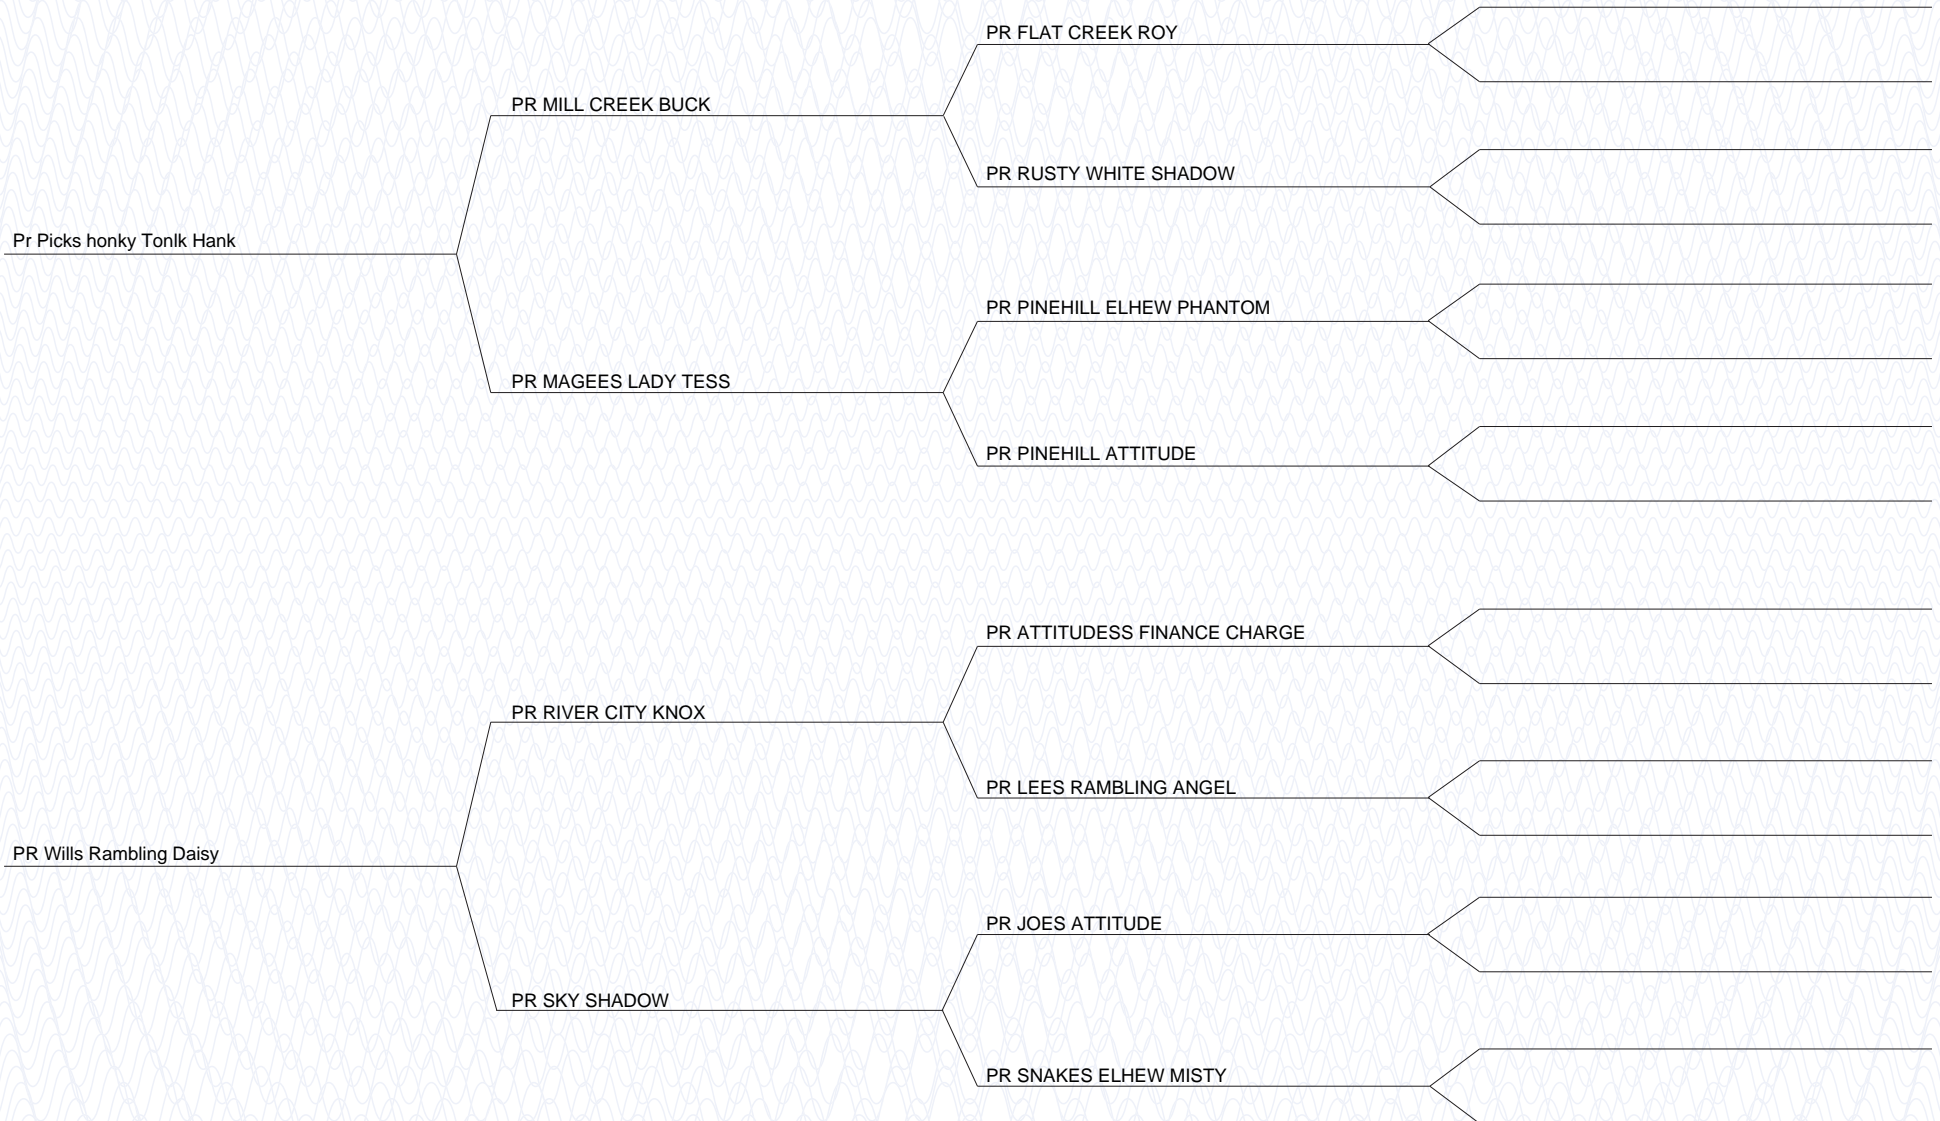 PR FLAT CREEK ROY
PR MILL CREEK BUCK
PR RUSTY WHITE SHADOW
Pr Picks honky Tonlk Hank
PR PINEHILL ELHEW PHANTOM
PR MAGEES LADY TESS
PR PINEHILL ATTITUDE
PR ATTITUDESS FINANCE CHARGE
PR RIVER CITY KNOX
PR LEES RAMBLING ANGEL
PR Wills Rambling Daisy
PR JOES ATTITUDE
PR SKY SHADOW
PR SNAKES ELHEW MISTY